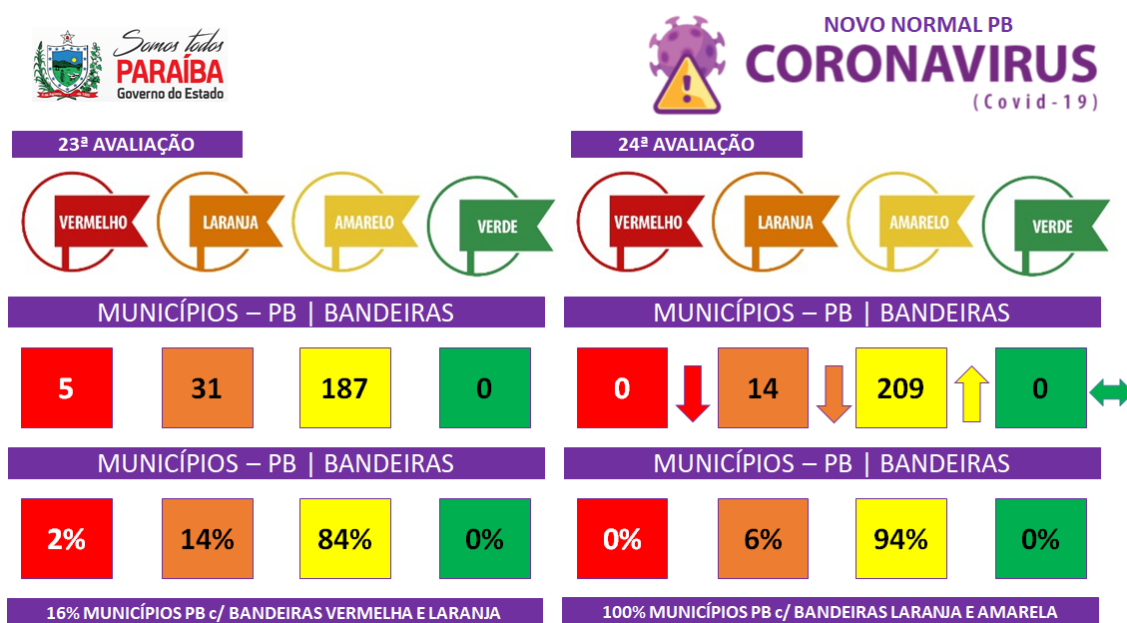 Somos todos
PARAÍBA
Governo do Estado
NOVO NORMAL PB
CORONAVIRUS
(Covid-19)
23ª AVALIAÇÃO
VERMELHO LARANJA AMARELO VERDE
MUNICÍPIOS – PB | BANDEIRAS
5 31 187 0
MUNICÍPIOS – PB | BANDEIRAS
2% 14% 84% 0%
16% MUNICÍPIOS PB c/ BANDEIRAS VERMELHA E LARANJA
24ª AVALIAÇÃO
VERMELHO LARANJA AMARELO VERDE
MUNICÍPIOS – PB | BANDEIRAS
0 14 209 0
MUNICÍPIOS – PB | BANDEIRAS
0% 6% 94% 0%
100% MUNICÍPIOS PB c/ BANDEIRAS LARANJA E AMARELA